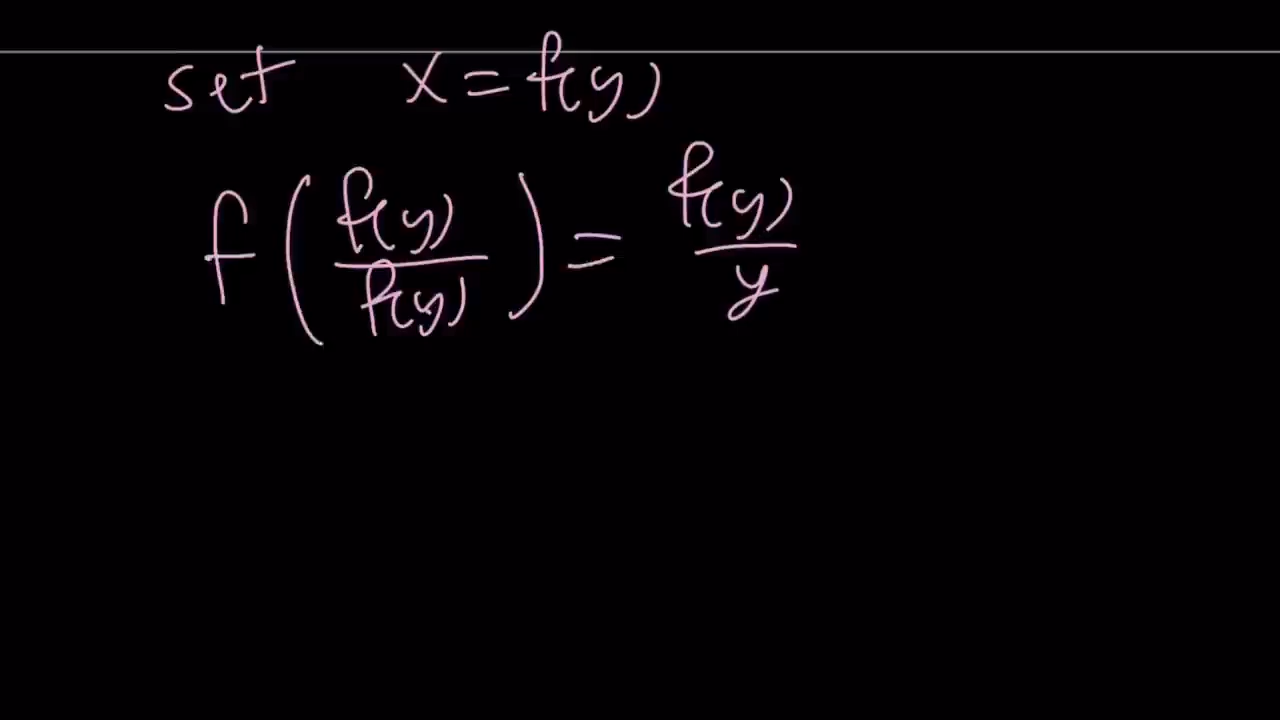 set x = f(y)
f(f(y)/f(y)) = f(y)/y